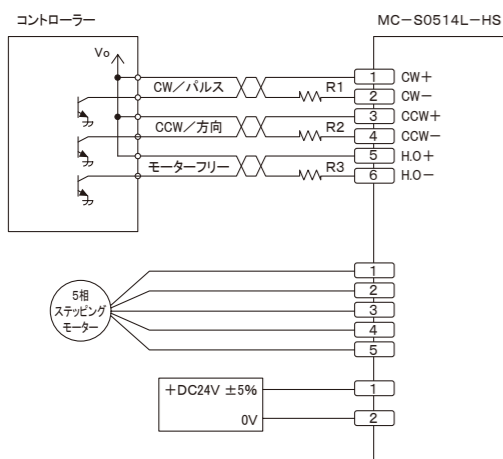 コントローラー
MC-S0514L-HS
Vo
CW/パルス
R1
1 CW+
2 CW-
CCW/方向
R2
3 CCW+
4 CCW-
モーターフリー
R3
5 H.O+
6 H.O-
5相
ステッピング
モーター
1
2
3
4
5
+DC24V ±5%
0V
1
2